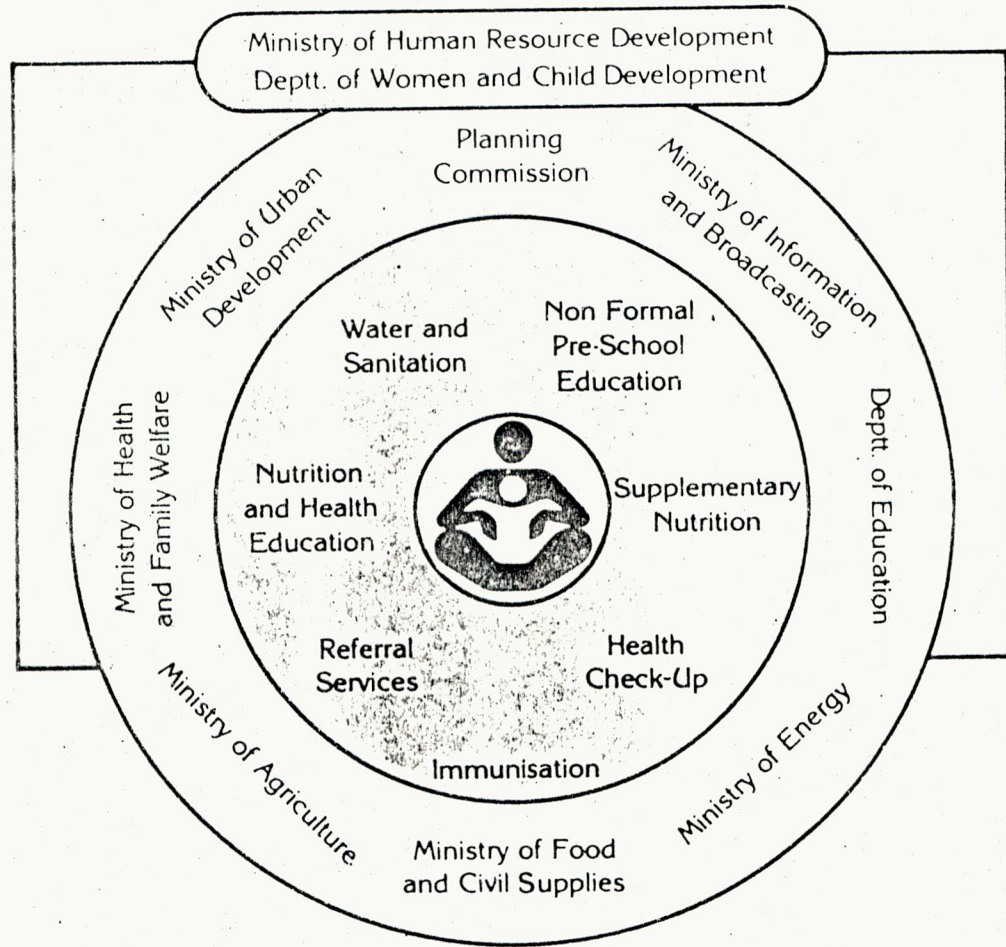 Ministry of Human Resource Development
Deptt. of Women and Child Development
Planning
Commission
Ministry of Information
and Broadcasting
Deptt. of Education
Ministry of Energy
Ministry of Food
and Civil Supplies
Ministry of Agriculture
Ministry of Health
and Family Welfare
Ministry of Urban
Development
Water and
Sanitation
Non Formal
Pre-School
Education
Supplementary
Nutrition
Health
Check-Up
Immunisation
Referral
Services
Nutrition
and Health
Education